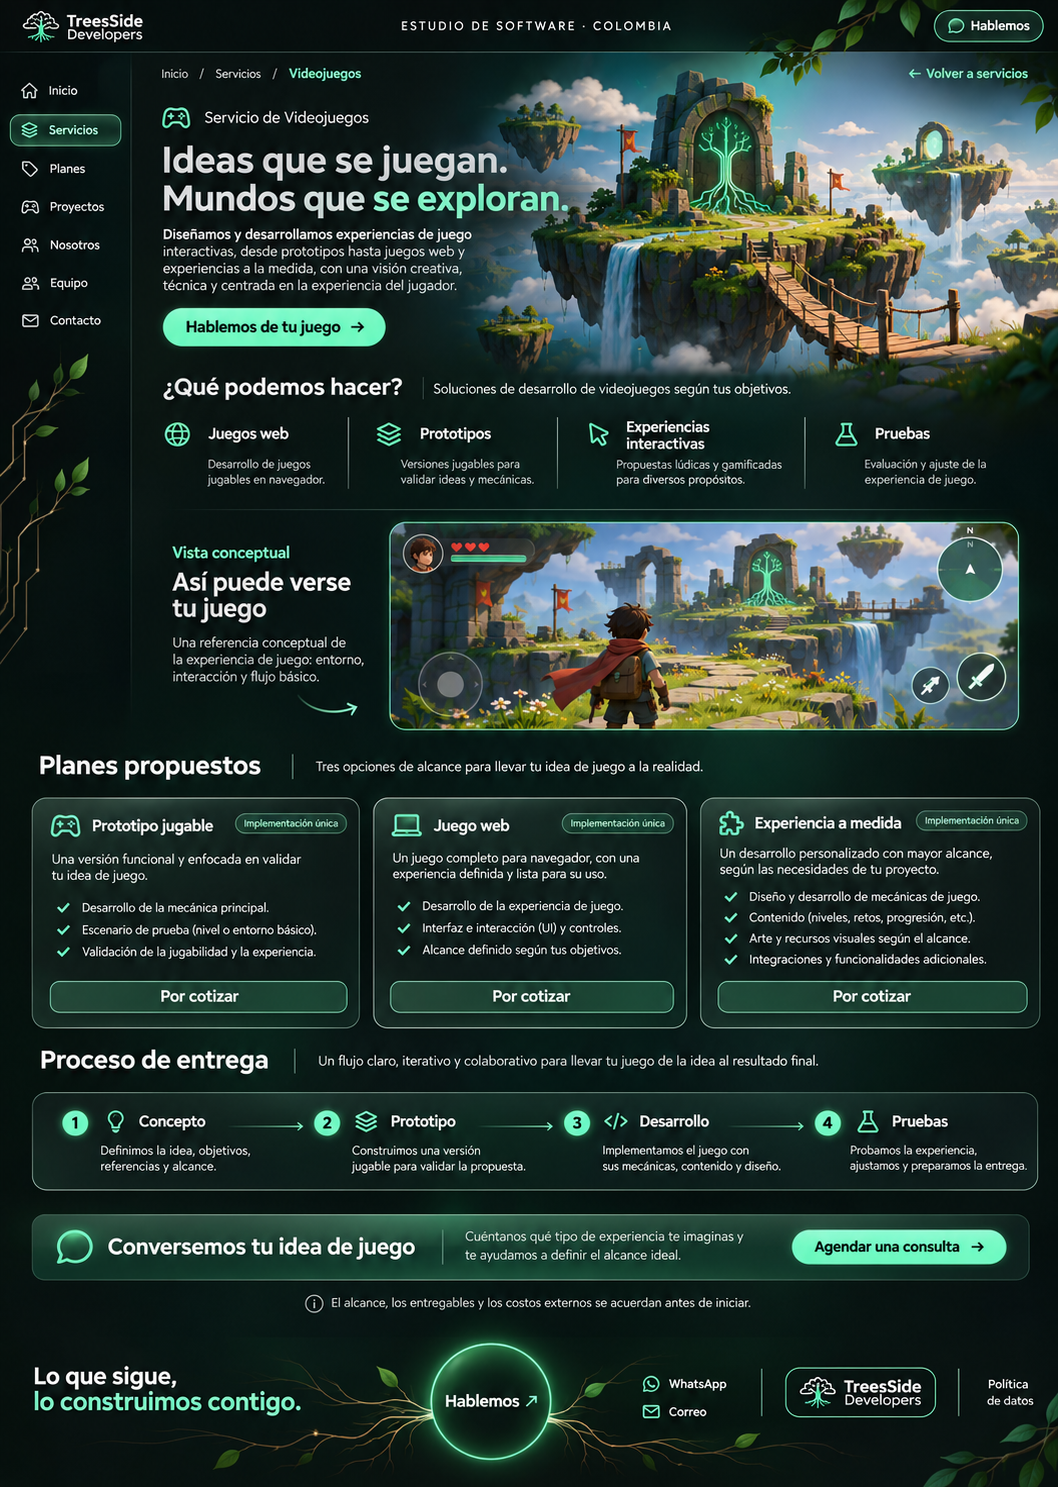 TreesSide
Developers
ESTUDIO DE SOFTWARE · COLOMBIA
Hablemos
Inicio
Servicios
Planes
Proyectos
Nosotros
Equipo
Contacto
Inicio / Servicios / Videojuegos
← Volver a servicios
Servicio de Videojuegos
Ideas que se juegan.
Mundos que se exploran.
Diseñamos y desarrollamos experiencias de juego
interactivas, desde prototipos hasta juegos web y
experiencias a la medida, con una visión creativa,
técnica y centrada en la experiencia del jugador.
Hablemos de tu juego →
¿Qué podemos hacer?
Soluciones de desarrollo de videojuegos según tus objetivos.
Juegos web
Desarrollo de juegos
jugables en navegador.
Prototipos
Versiones jugables para
validar ideas y mecánicas.
Experiencias
interactivas
Propuestas lúdicas y gamificadas
para diversos propósitos.
Pruebas
Evaluación y ajuste de la
experiencia de juego.
Vista conceptual
Así puede verse
tu juego
Una referencia conceptual de
la experiencia de juego: entorno,
interacción y flujo básico.
N
N
Planes propuestos
Tres opciones de alcance para llevar tu idea de juego a la realidad.
Prototipo jugable
Implementación única
Una versión funcional y enfocada en validar
tu idea de juego.
Desarrollo de la mecánica principal.
Escenario de prueba (nivel o entorno básico).
Validación de la jugabilidad y la experiencia.
Por cotizar
Juego web
Implementación única
Un juego completo para navegador, con una
experiencia definida y lista para su uso.
Desarrollo de la experiencia de juego.
Interfaz e interacción (UI) y controles.
Alcance definido según tus objetivos.
Por cotizar
Experiencia a medida
Implementación única
Un desarrollo personalizado con mayor alcance,
según las necesidades de tu proyecto.
Diseño y desarrollo de mecánicas de juego.
Contenido (niveles, retos, progresión, etc.).
Arte y recursos visuales según el alcance.
Integraciones y funcionalidades adicionales.
Por cotizar
Proceso de entrega
Un flujo claro, iterativo y colaborativo para llevar tu juego de la idea al resultado final.
1 Concepto
Definimos la idea, objetivos,
referencias y alcance.
2 Prototipo
Construimos una versión
jugable para validar la propuesta.
3 </> Desarrollo
Implementamos el juego con
sus mecánicas, contenido y diseño.
4 Pruebas
Probamos la experiencia,
ajustamos y preparamos la entrega.
Conversemos tu idea de juego
Cuéntanos qué tipo de experiencia te imaginas y
te ayudamos a definir el alcance ideal.
Agendar una consulta →
El alcance, los entregables y los costos externos se acuerdan antes de iniciar.
Lo que sigue,
lo construimos contigo.
Hablemos ↗
WhatsApp
Correo
TreesSide
Developers
Política
de datos